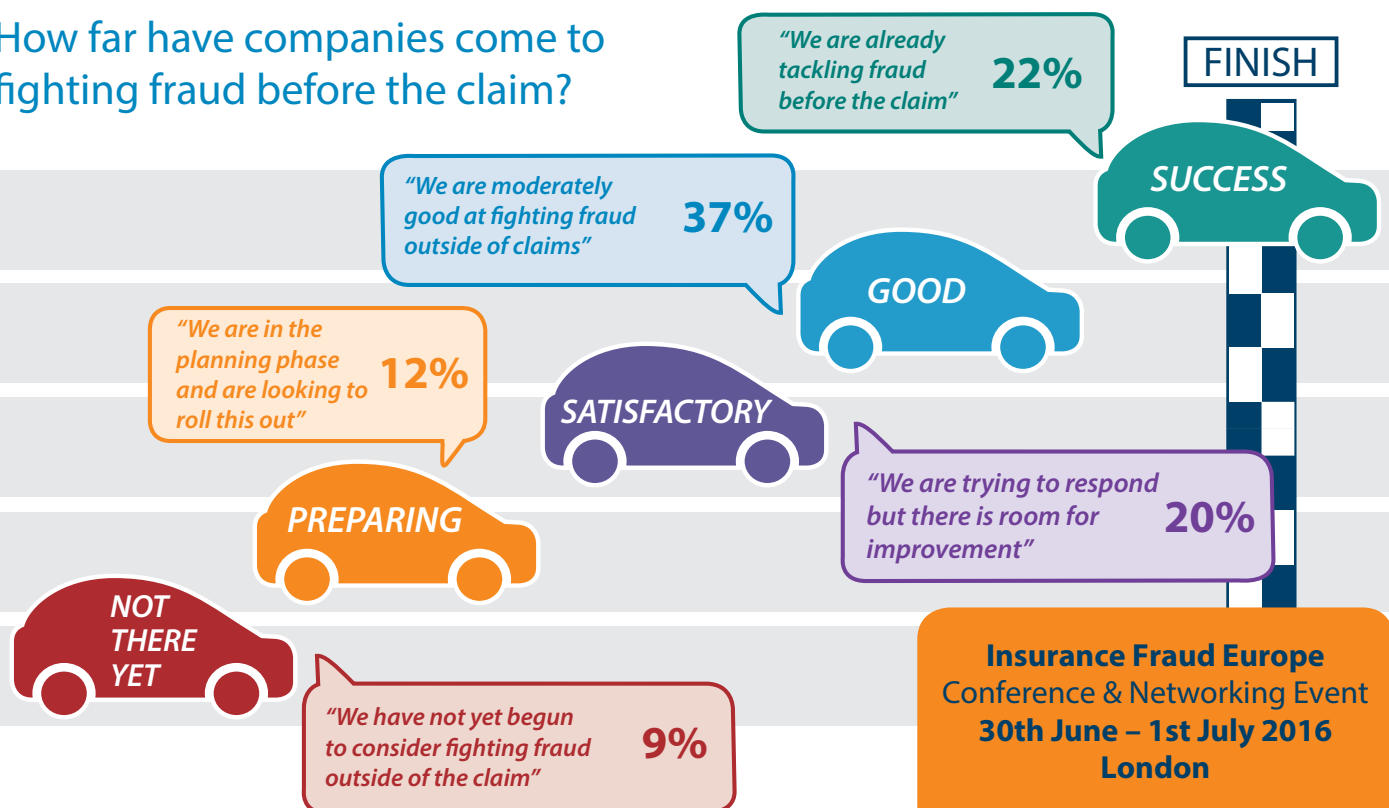 How far have companies come to
fighting fraud before the claim?
“We are already
tackling fraud
before the claim”
22%
FINISH
SUCCESS
“We are moderately
good at fighting fraud
outside of claims”
37%
GOOD
“We are in the
planning phase
and are looking to
roll this out”
12%
SATISFACTORY
“We are trying to respond
but there is room for
improvement”
20%
PREPARING
NOT
THERE
YET
“We have not yet begun
to consider fighting fraud
outside of the claim”
9%
Insurance Fraud Europe
Conference & Networking Event
30th June – 1st July 2016
London